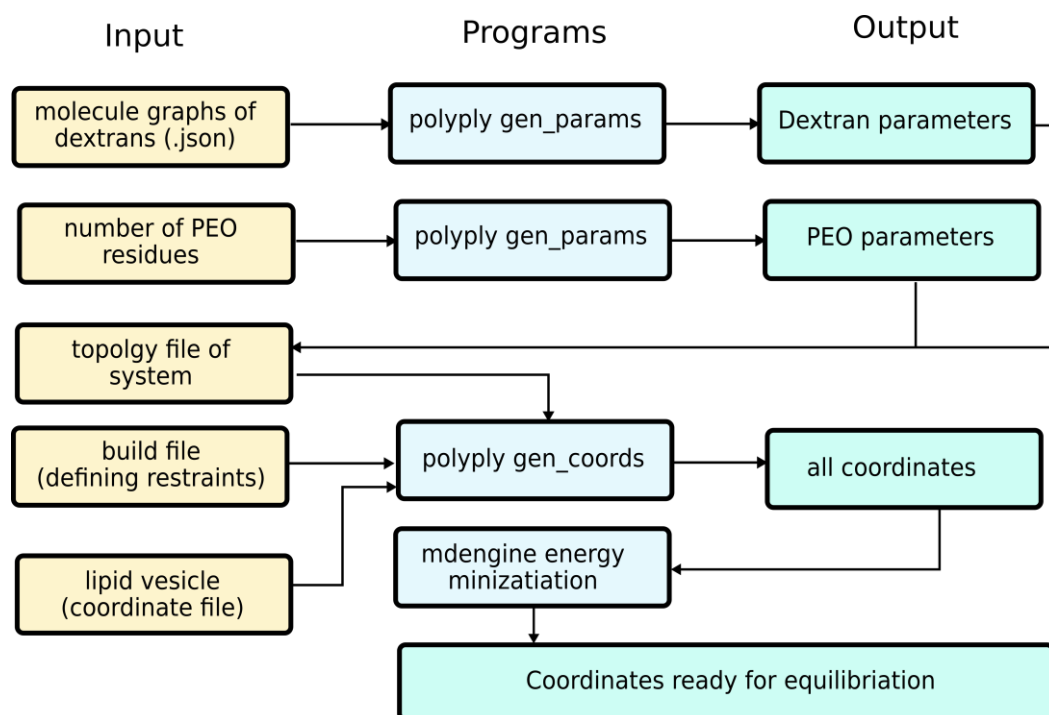 Input
Programs
Output
molecule graphs of
dextrans (.json)
polyply gen_params
Dextran parameters
number of PEO
residues
polyply gen_params
PEO parameters
topolgy file of
system
build file
(defining restraints)
polyply gen_coords
all coordinates
lipid vesicle
(coordinate file)
mdengine energy
minizatiation
Coordinates ready for equilibriation